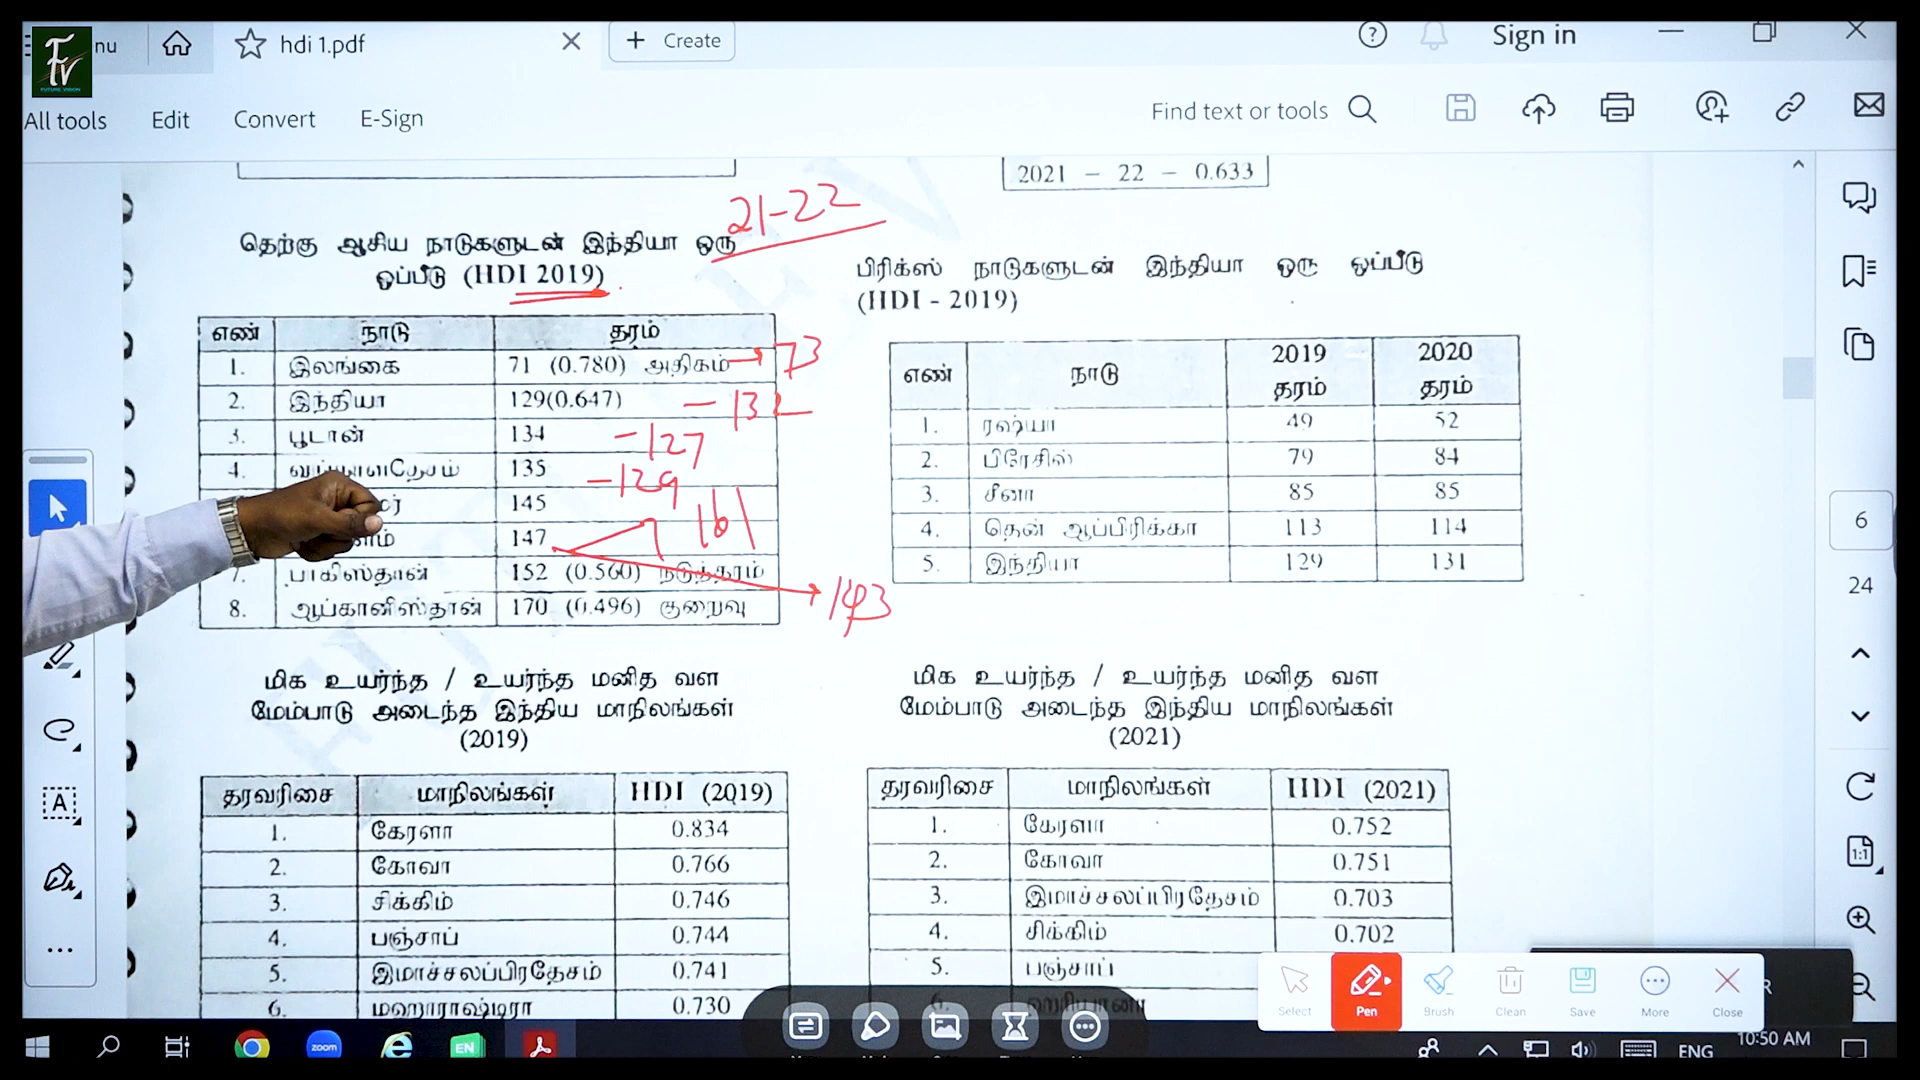 FV
FUTURE VISION
nu
hdi 1.pdf
+ Create
Sign in
All tools
Edit
Convert
E-Sign
Find text or tools
2021 – 22 – 0.633
21-22
தெற்கு ஆசிய நாடுகளுடன் இந்தியா ஒரு
ஒப்பீடு (HDI 2019)
எண் நாடு தரம்
1. இலங்கை 71 (0.780) அதிகம் 73
2. இந்தியா 129(0.647) – 132
3. பூடான் 134 – 127
4. வங்காளதேசம் 135 – 129
145 161
147 143
7. பாகிஸ்தான் 152 (0.560) நடுத்தரம்
8. ஆப்கானிஸ்தான் 170 (0.496) குறைவு
பிரிக்ஸ் நாடுகளுடன் இந்தியா ஒரு ஒப்பீடு
(HDI - 2019)
எண் நாடு 2019 தரம் 2020 தரம்
1. ரஷ்யா 49 52
2. பிரேசில் 79 84
3. சீனா 85 85
4. தென் ஆப்பிரிக்கா 113 114
5. இந்தியா 129 131
மிக உயர்ந்த / உயர்ந்த மனித வள
மேம்பாடு அடைந்த இந்திய மாநிலங்கள்
(2019)
தரவரிசை மாநிலங்கள் HDI (2019)
1. கேரளா 0.834
2. கோவா 0.766
3. சிக்கிம் 0.746
4. பஞ்சாப் 0.744
5. இமாச்சலப்பிரதேசம் 0.741
6. மஹாராஷ்டிரா 0.730
மிக உயர்ந்த / உயர்ந்த மனித வள
மேம்பாடு அடைந்த இந்திய மாநிலங்கள்
(2021)
தரவரிசை மாநிலங்கள் HDI (2021)
1. கேரளா 0.752
2. கோவா 0.751
3. இமாச்சலப்பிரதேசம் 0.703
4. சிக்கிம் 0.702
5. பஞ்சாப்
6
24
Select
Pen
Brush
Clean
Save
More
Close
zoom
EN
ENG
10:50 AM